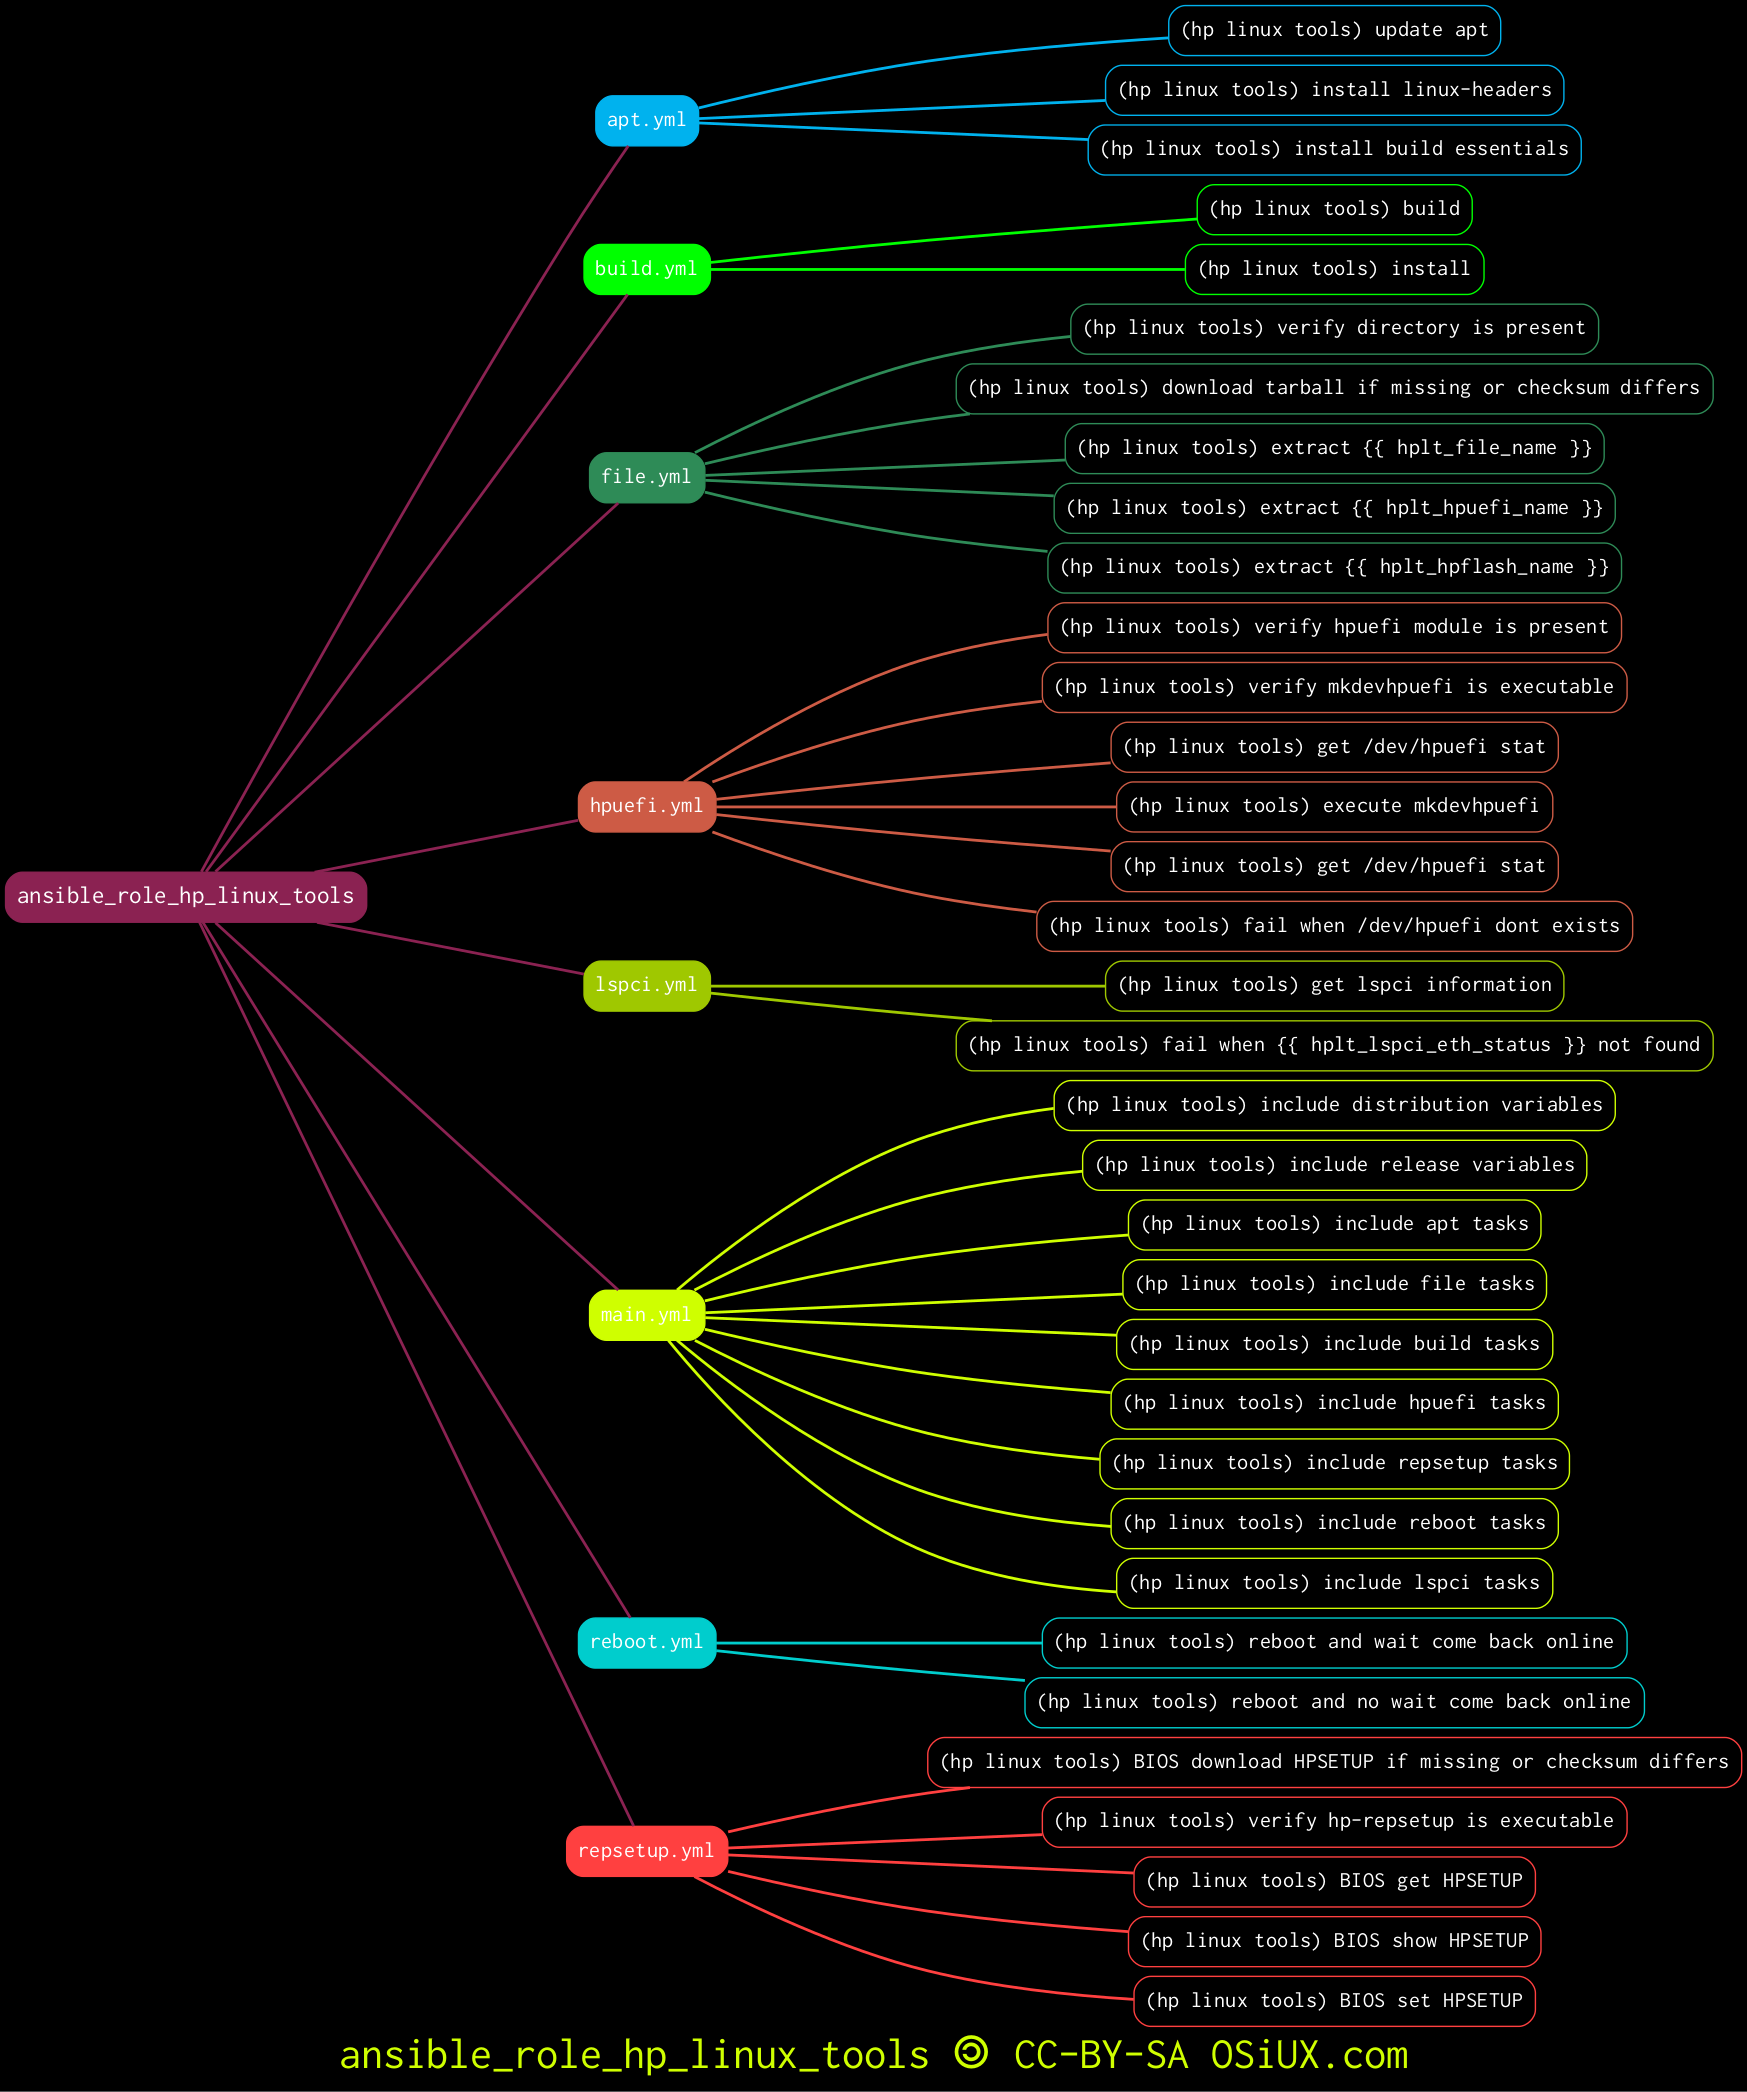 (hp linux tools) update apt
(hp linux tools) install linux-headers
apt.yml
(hp linux tools) install build essentials
(hp linux tools) build
build.yml
(hp linux tools) install
(hp linux tools) verify directory is present
(hp linux tools) download tarball if missing or checksum differs
(hp linux tools) extract {{ hplt_file_name }}
file.yml
(hp linux tools) extract {{ hplt_hpuefi_name }}
(hp linux tools) extract {{ hplt_hpflash_name }}
(hp linux tools) verify hpuefi module is present
(hp linux tools) verify mkdevhpuefi is executable
(hp linux tools) get /dev/hpuefi stat
hpuefi.yml
(hp linux tools) execute mkdevhpuefi
(hp linux tools) get /dev/hpuefi stat
ansible_role_hp_linux_tools
(hp linux tools) fail when /dev/hpuefi dont exists
lspci.yml
(hp linux tools) get lspci information
(hp linux tools) fail when {{ hplt_lspci_eth_status }} not found
(hp linux tools) include distribution variables
(hp linux tools) include release variables
(hp linux tools) include apt tasks
(hp linux tools) include file tasks
main.yml
(hp linux tools) include build tasks
(hp linux tools) include hpuefi tasks
(hp linux tools) include repsetup tasks
(hp linux tools) include reboot tasks
(hp linux tools) include lspci tasks
reboot.yml
(hp linux tools) reboot and wait come back online
(hp linux tools) reboot and no wait come back online
(hp linux tools) BIOS download HPSETUP if missing or checksum differs
(hp linux tools) verify hp-repsetup is executable
repsetup.yml
(hp linux tools) BIOS get HPSETUP
(hp linux tools) BIOS show HPSETUP
(hp linux tools) BIOS set HPSETUP
ansible_role_hp_linux_tools 🄯 CC-BY-SA OSiUX.com